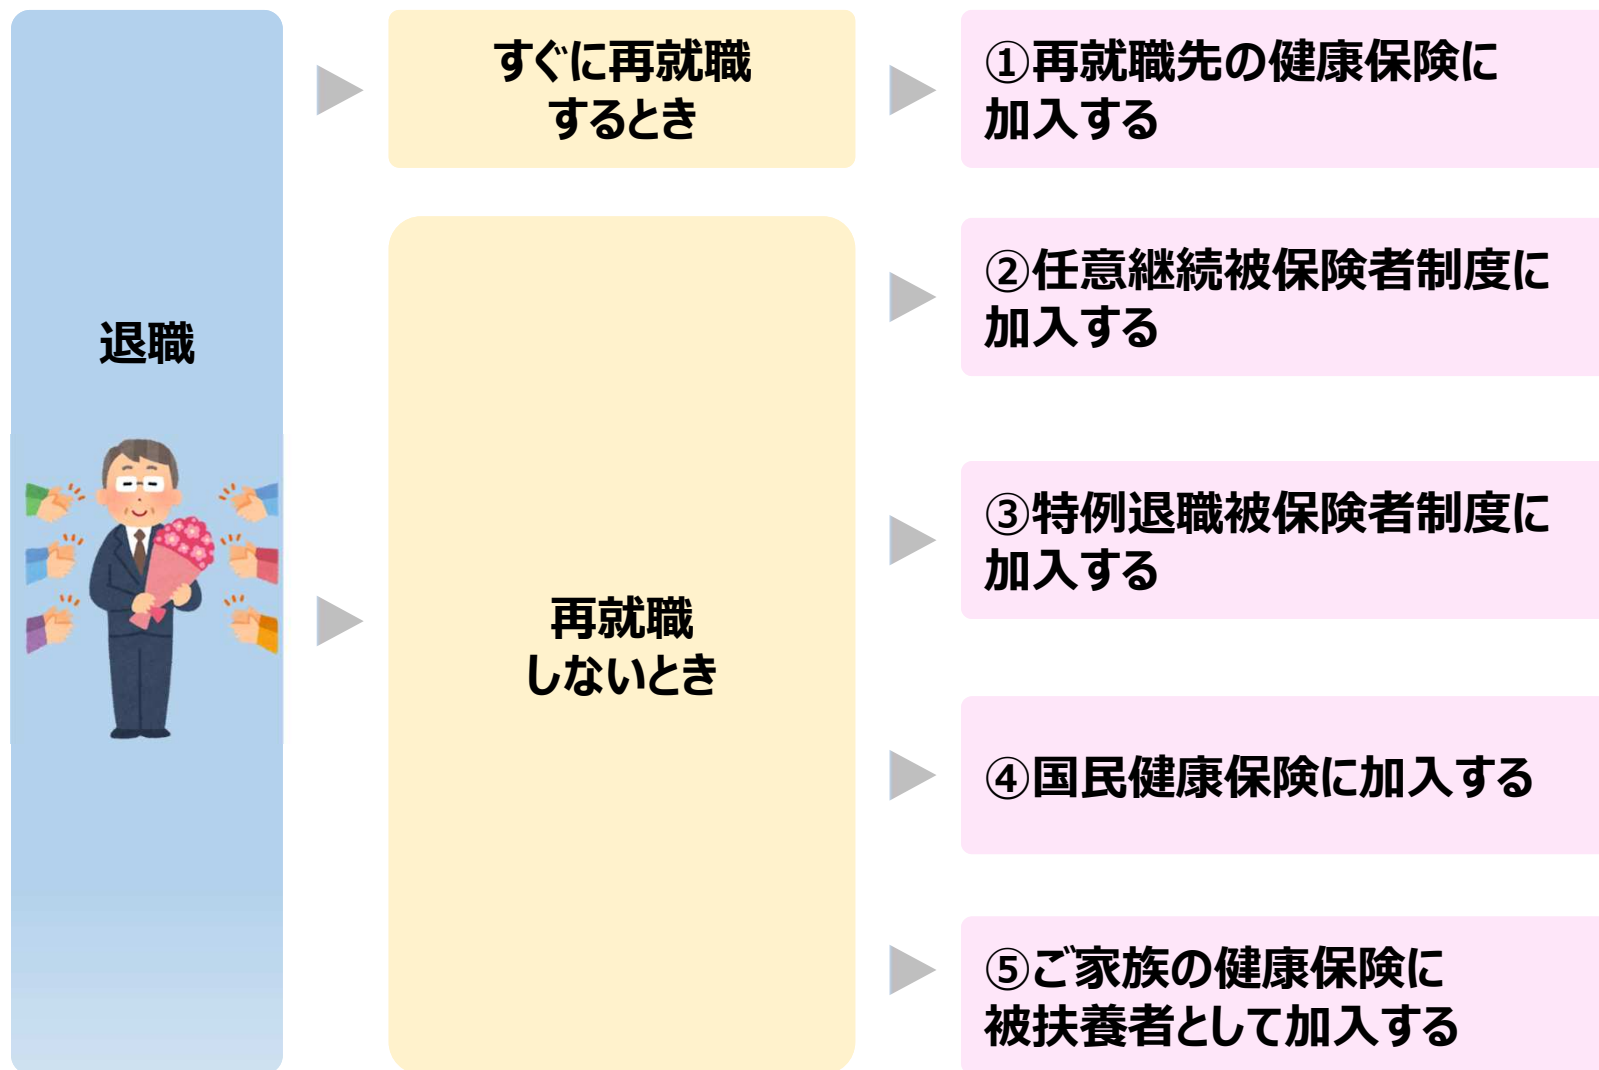 退職
すぐに再就職
するとき
①再就職先の健康保険に
加入する
再就職
しないとき
②任意継続被保険者制度に
加入する
③特例退職被保険者制度に
加入する
④国民健康保険に加入する
⑤ご家族の健康保険に
被扶養者として加入する